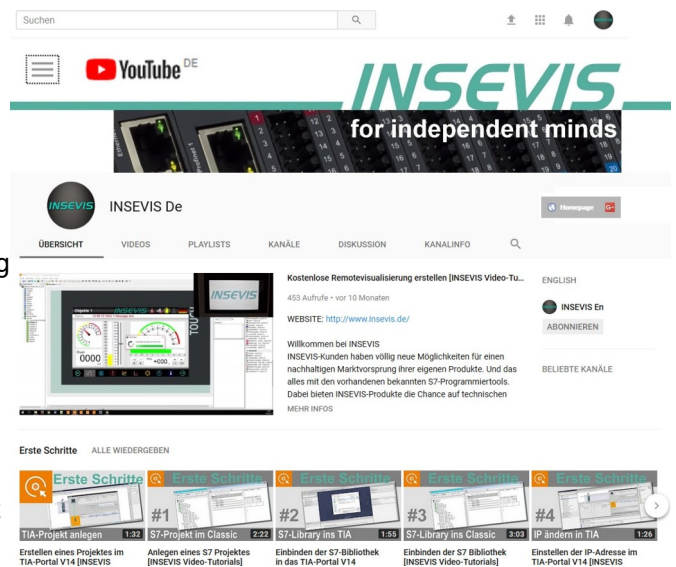 Suchen
YouTube DE
INSEVIS
for independent minds
INSEVIS
INSEVIS De
Homepage G+
ÜBERSICHT VIDEOS PLAYLISTS KANÄLE DISKUSSION KANALINFO
g
INSEVIS
Kostenlose Remotevisualisierung erstellen [INSEVIS Video-Tu...
453 Aufrufe • vor 10 Monaten
WEBSITE: http://www.insevis.de/
Willkommen bei INSEVIS
INSEVIS-Kunden haben völlig neue Möglichkeiten für einen
nachhaltigen Marktvorsprung ihrer eigenen Produkte. Und das
alles mit den vorhandenen bekannten S7-Programmiertools.
Dabei bieten INSEVIS-Produkte die Chance auf technischen
MEHR INFOS
ENGLISH
INSEVIS En
ABONNIEREN
BELIEBTE KANÄLE
Erste Schritte ALLE WIEDERGEBEN
Erste Schritte
TIA-Projekt anlegen 1:32
Erstellen eines Projektes im
TIA-Portal V14 [INSEVIS
Erste Schritte
#1
S7-Projekt im Classic 2:22
Anlegen eines S7 Projektes
[INSEVIS Video-Tutorials]
Erste Schritte
#2
S7-Library ins TIA 1:55
Einbinden der S7-Bibliothek
in das TIA-Portal V14
Erste Schritte
#3
S7-Library ins Classic 3:03
Einbinden der S7 Bibliothek
[INSEVIS Video-Tutorials]
Erste Schritte
#4
IP ändern in TIA 1:26
Einstellen der IP-Adresse im
TIA-Portal V14 [INSEVIS